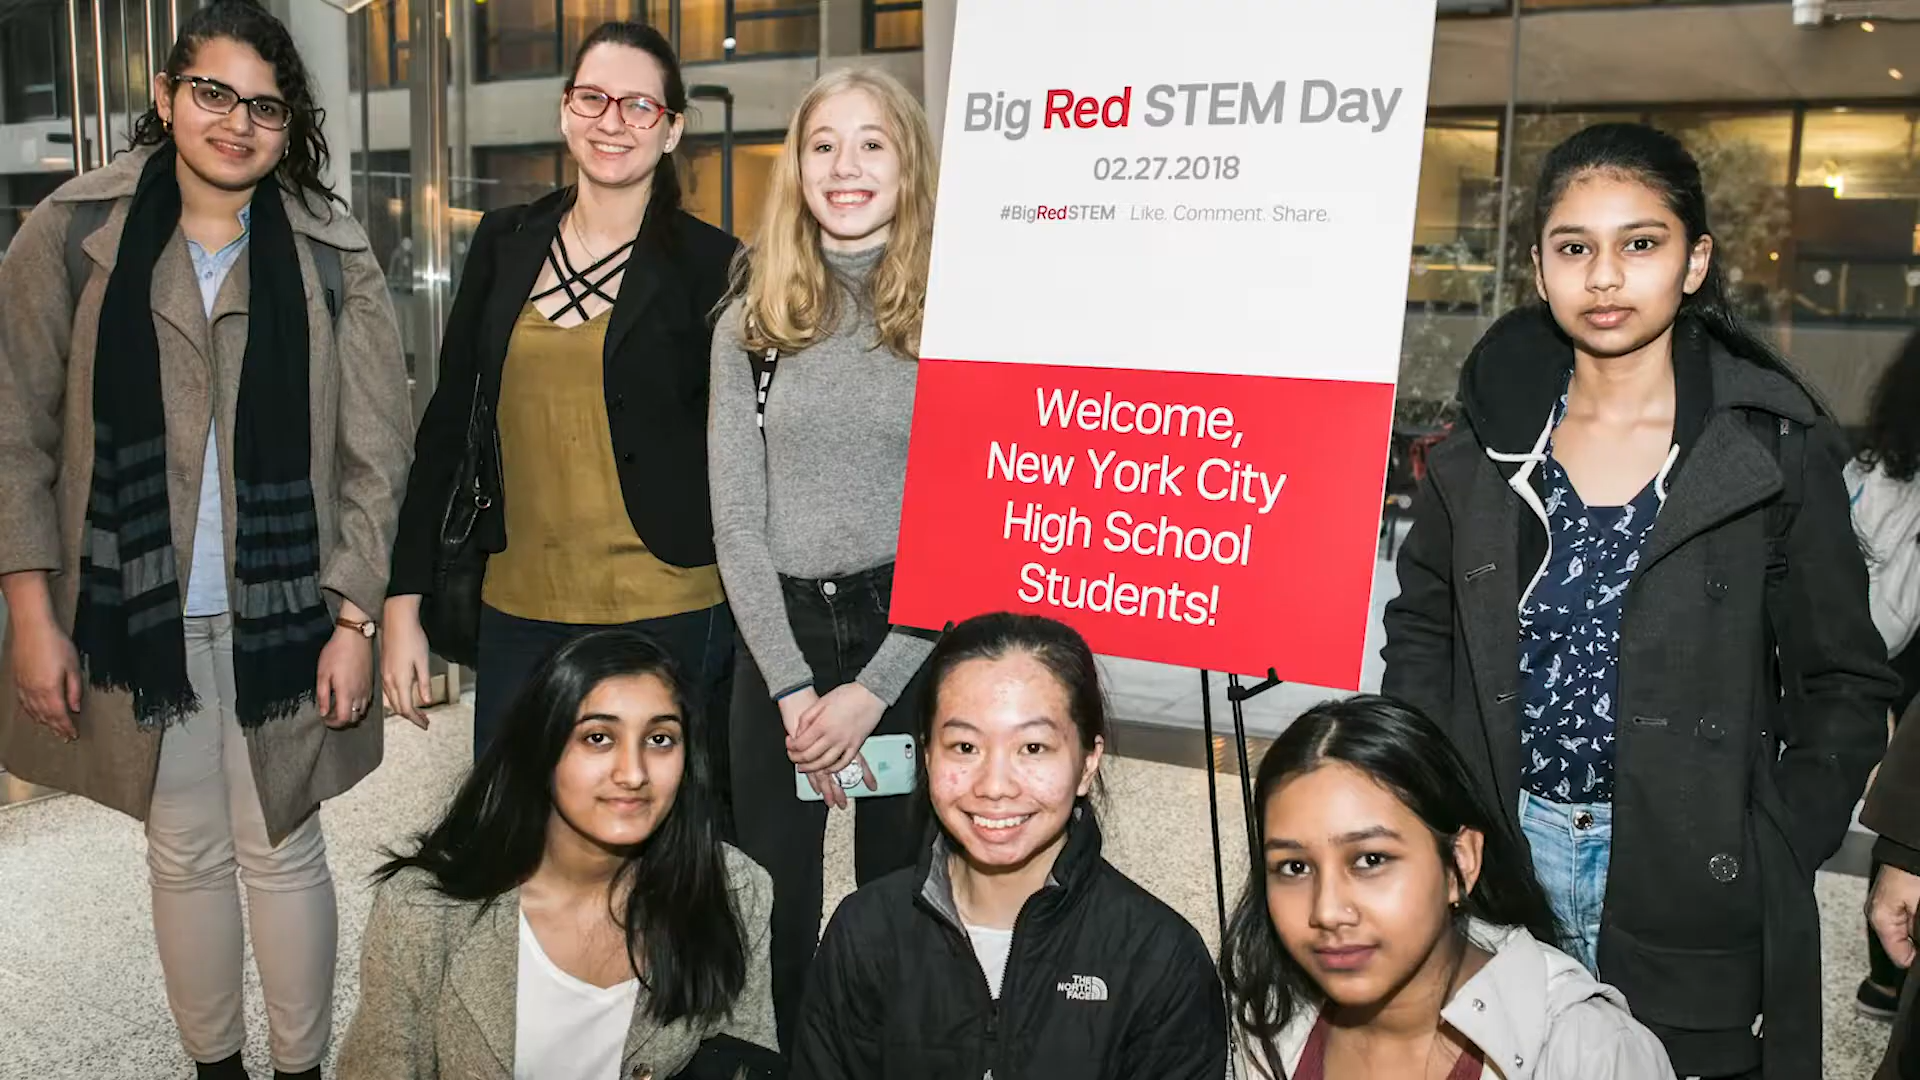 Big Red STEM Day
02.27.2018
#BigRedSTEM Like. Comment. Share.
Welcome,
New York City
High School
Students!
THE
NORTH
FACE